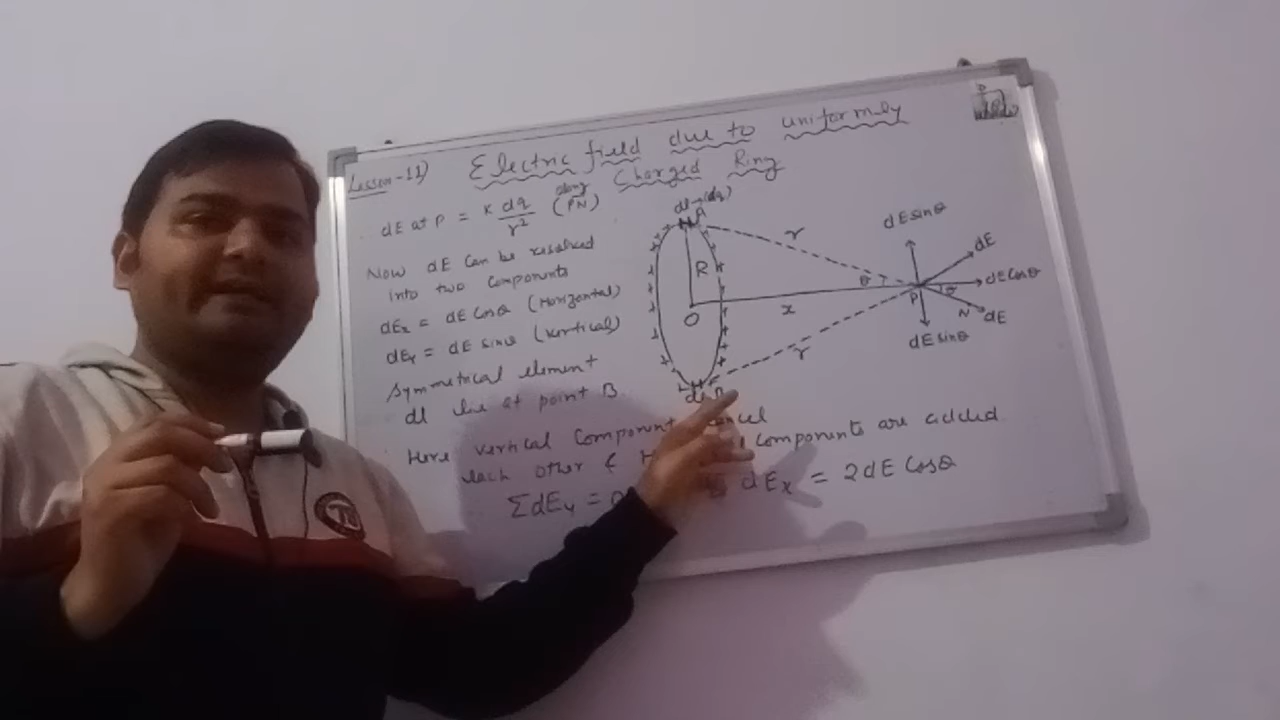 Lesson-11) Electric field due to uniformly
Charged Ring
dE at P = K dq/r² along (PN)
Now dE can be resolved
into two components
dEx = dE Cosθ (Horizontal)
dEy = dE sinθ (Vertical)
Symmetrical element
dl lie at point B.
Here vertical Component cancel
each other & components are added
ΣdEy = dEx = 2dE Cosθ
dl→(dq)
A
r
R
θ
O
x
P
r
dE sinθ
dE
dE Cosθ
θ
N
dE
dE sinθ